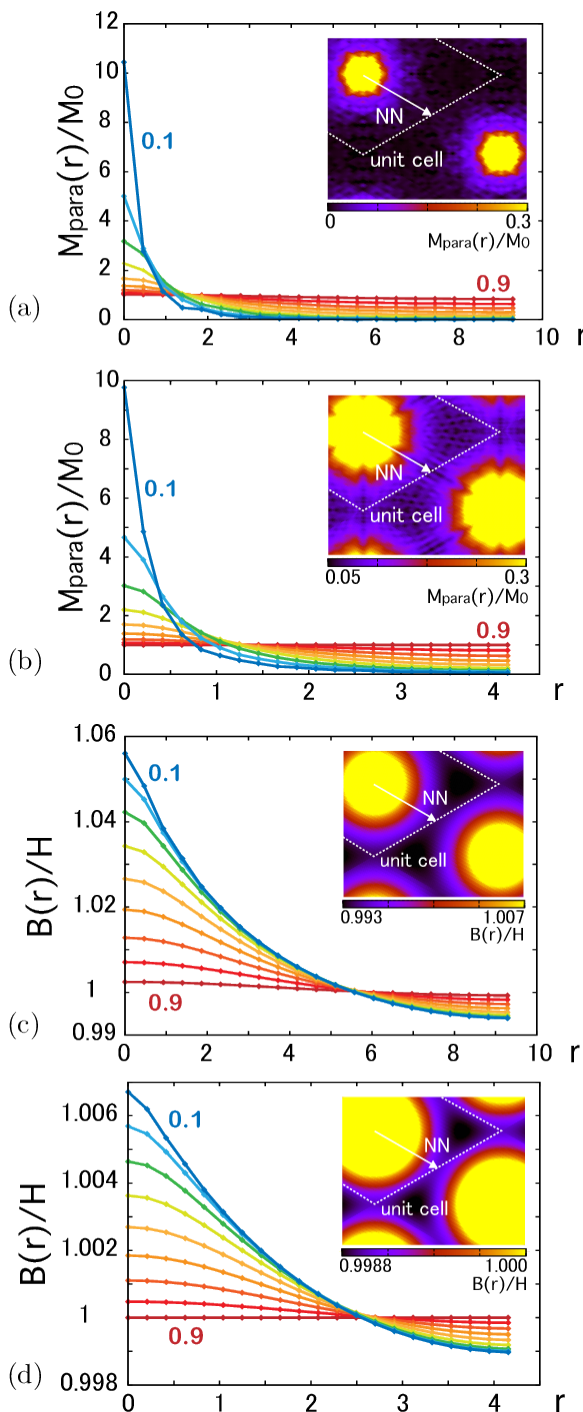 12
10
8
6
4
2
0
Mpara(r)/M0
0.1
NN
unit cell
0
0.3
Mpara(r)/M0
0.9
(a)
0
2
4
6
8
10
r
10
8
6
4
2
0
Mpara(r)/M0
0.1
NN
unit cell
0.05
0.3
Mpara(r)/M0
0.9
(b)
0
1
2
3
4
r
1.06
1.04
1.02
1
0.99
B(r)/H
0.1
NN
unit cell
0.993
1.007
B(r)/H
0.9
(c)
0
2
4
6
8
10
r
1.006
1.004
1.002
1
0.998
B(r)/H
0.1
NN
unit cell
0.9988
1.000
B(r)/H
0.9
(d)
0
1
2
3
4
r